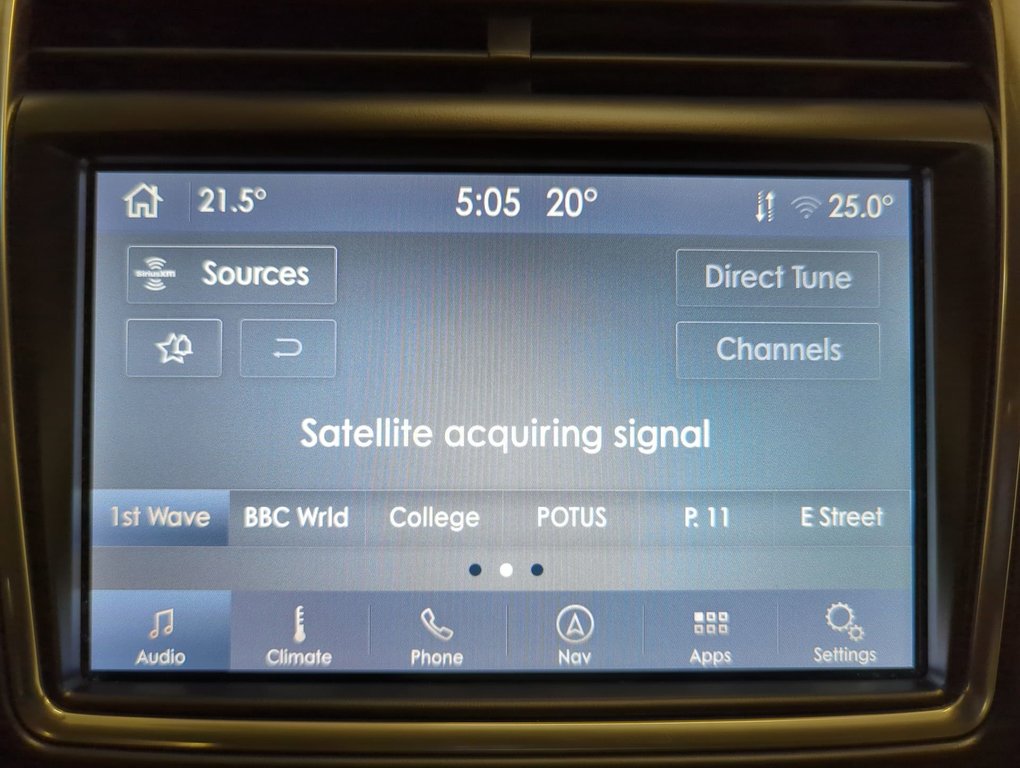 21.5° 5:05 20° 25.0°
SiriusXM Sources
Direct Tune
Channels
Satellite acquiring signal
1st Wave BBC Wrld College POTUS P. 11 E Street
Audio Climate Phone Nav Apps Settings